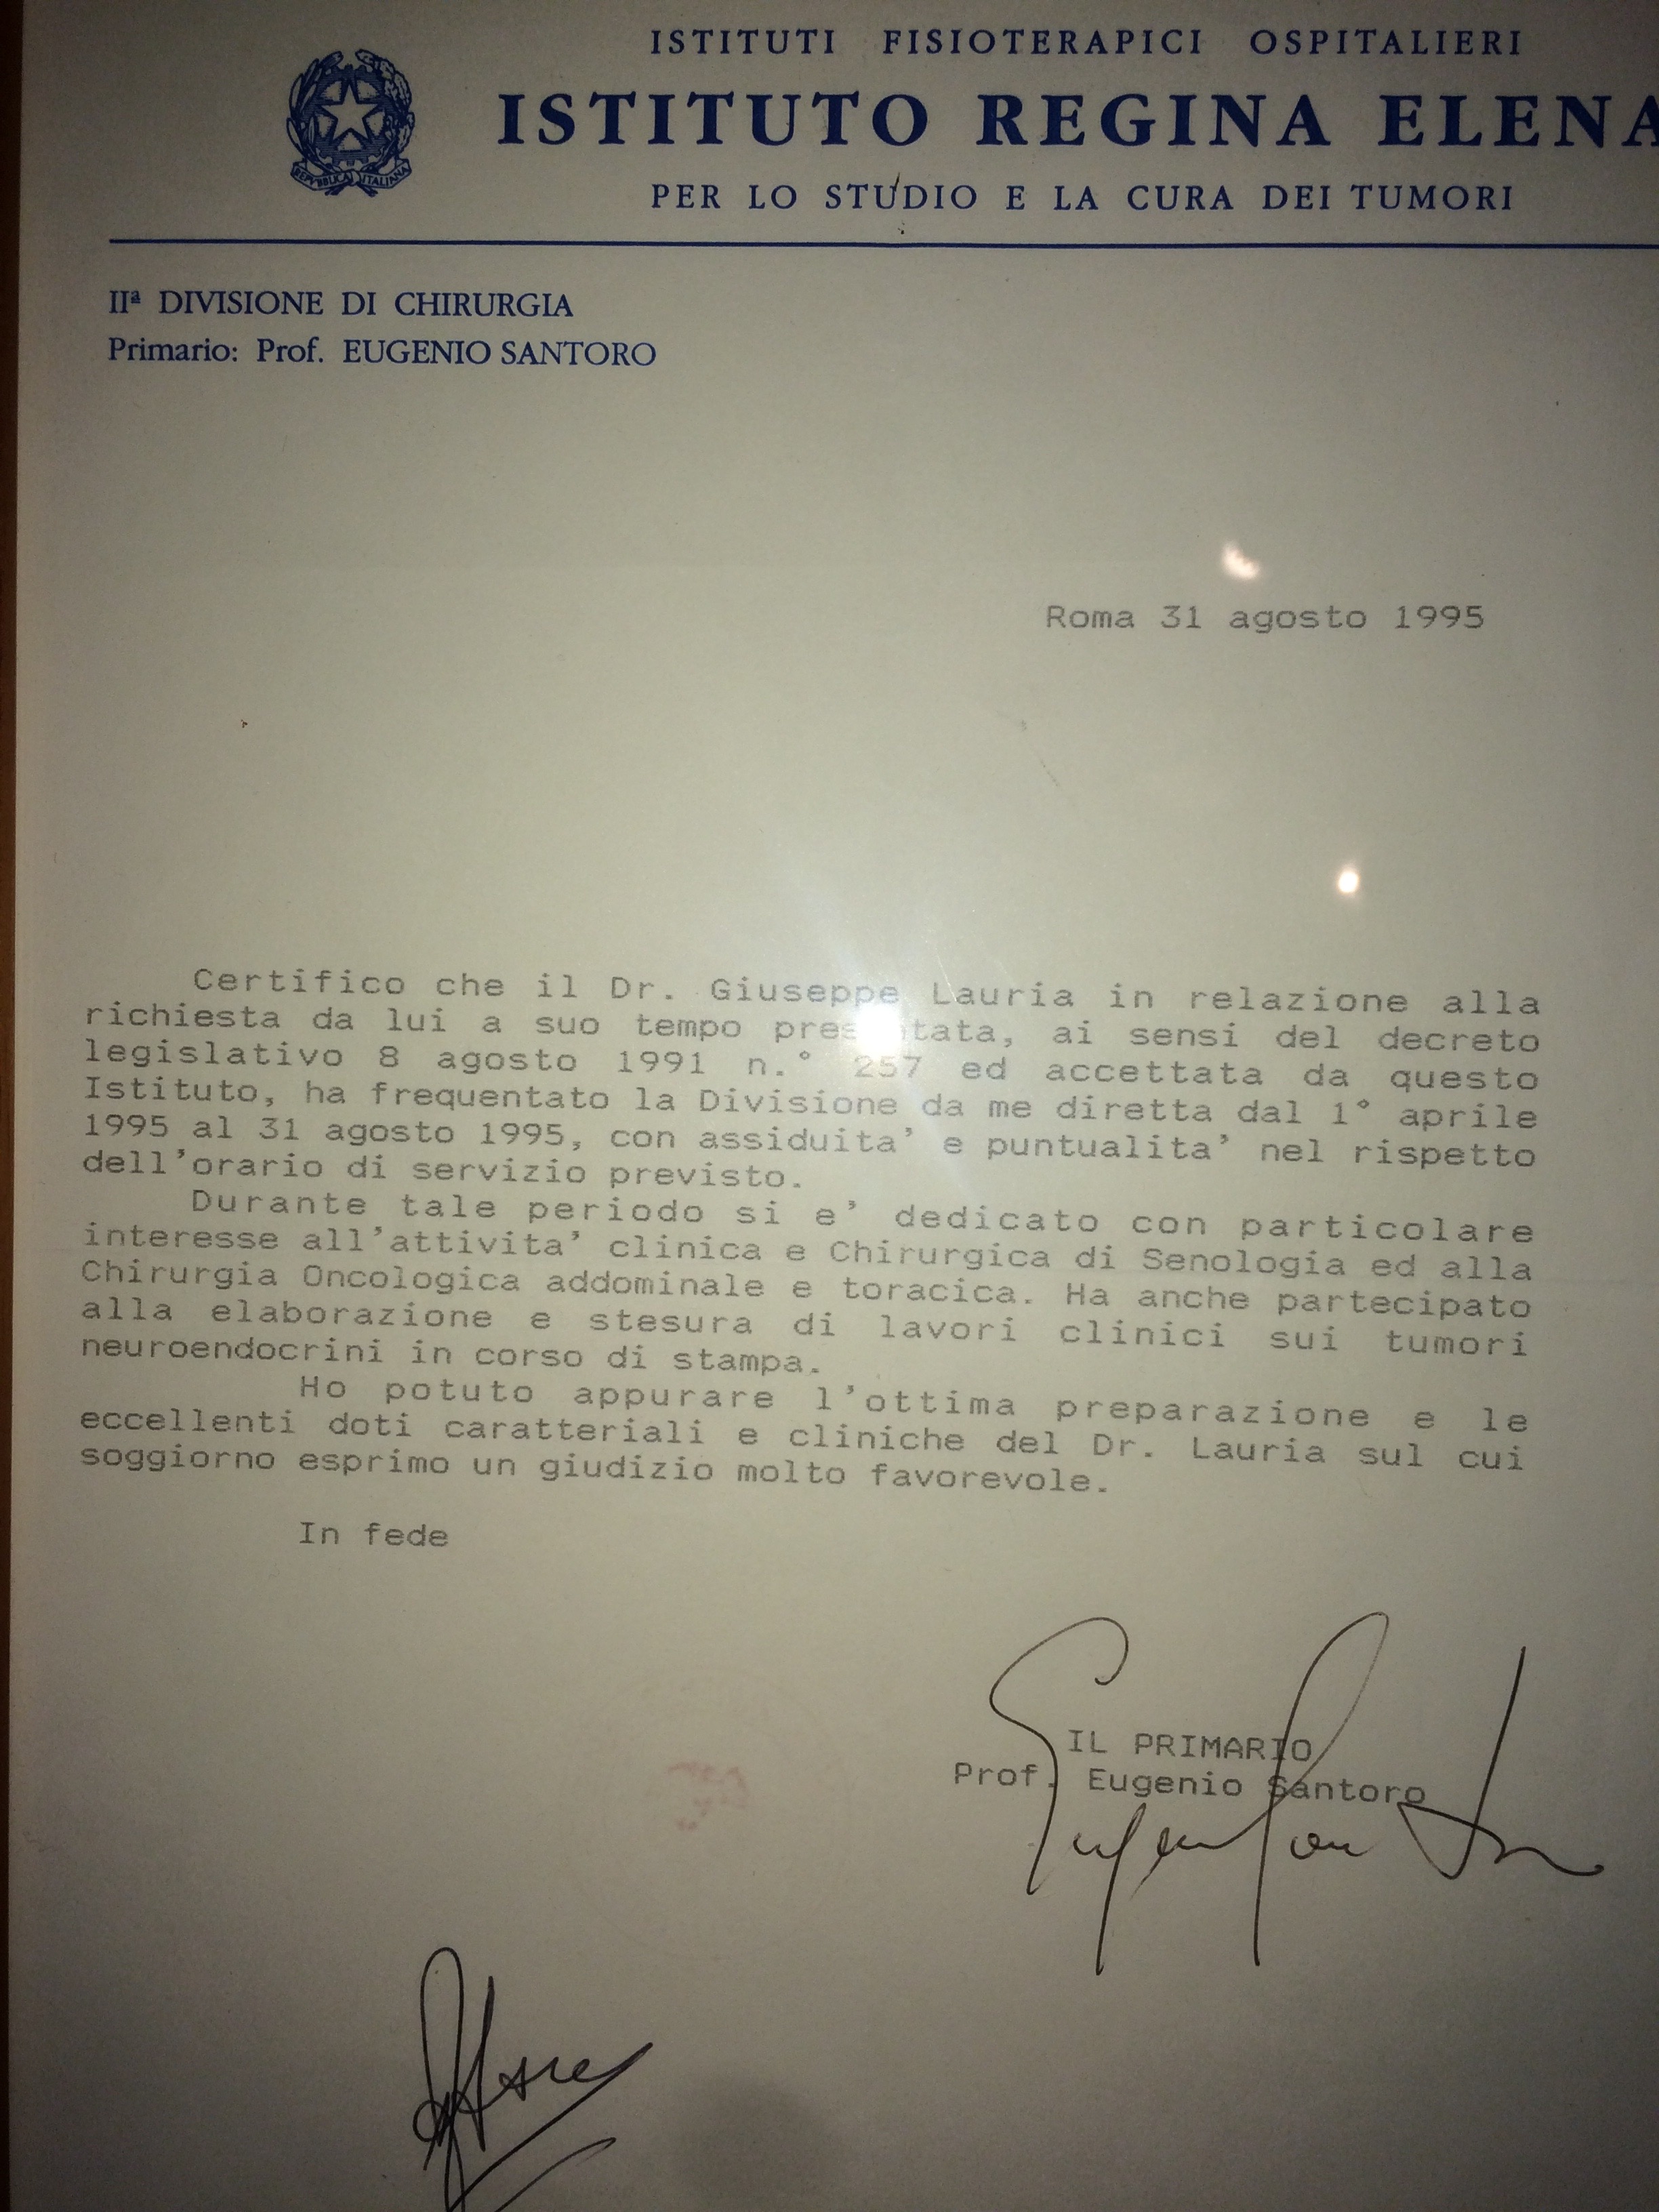 ISTITUTI FISIOTERAPICI OSPITALIERI
ISTITUTO REGINA ELENA
PER LO STUDIO E LA CURA DEI TUMORI
REPVBBLICA ITALIANA
IIª DIVISIONE DI CHIRURGIA
Primario: Prof. EUGENIO SANTORO
Roma 31 agosto 1995
Certifico che il Dr. Giuseppe Lauria in relazione alla
richiesta da lui a suo tempo pres tata, ai sensi del decreto
legislativo 8 agosto 1991 n.° 257 ed accettata da questo
Istituto, ha frequentato la Divisione da me diretta dal 1° aprile
1995 al 31 agosto 1995, con assiduita' e puntualita' nel rispetto
dell'orario di servizio previsto.
Durante tale periodo si e' dedicato con particolare
interesse all'attivita' clinica e Chirurgica di Senologia ed alla
Chirurgia Oncologica addominale e toracica. Ha anche partecipato
alla elaborazione e stesura di lavori clinici sui tumori
neuroendocrini in corso di stampa.
Ho potuto appurare l'ottima preparazione e le
eccellenti doti caratteriali e cliniche del Dr. Lauria sul cui
soggiorno esprimo un giudizio molto favorevole.
In fede
IL PRIMARIO
Prof. Eugenio Santoro